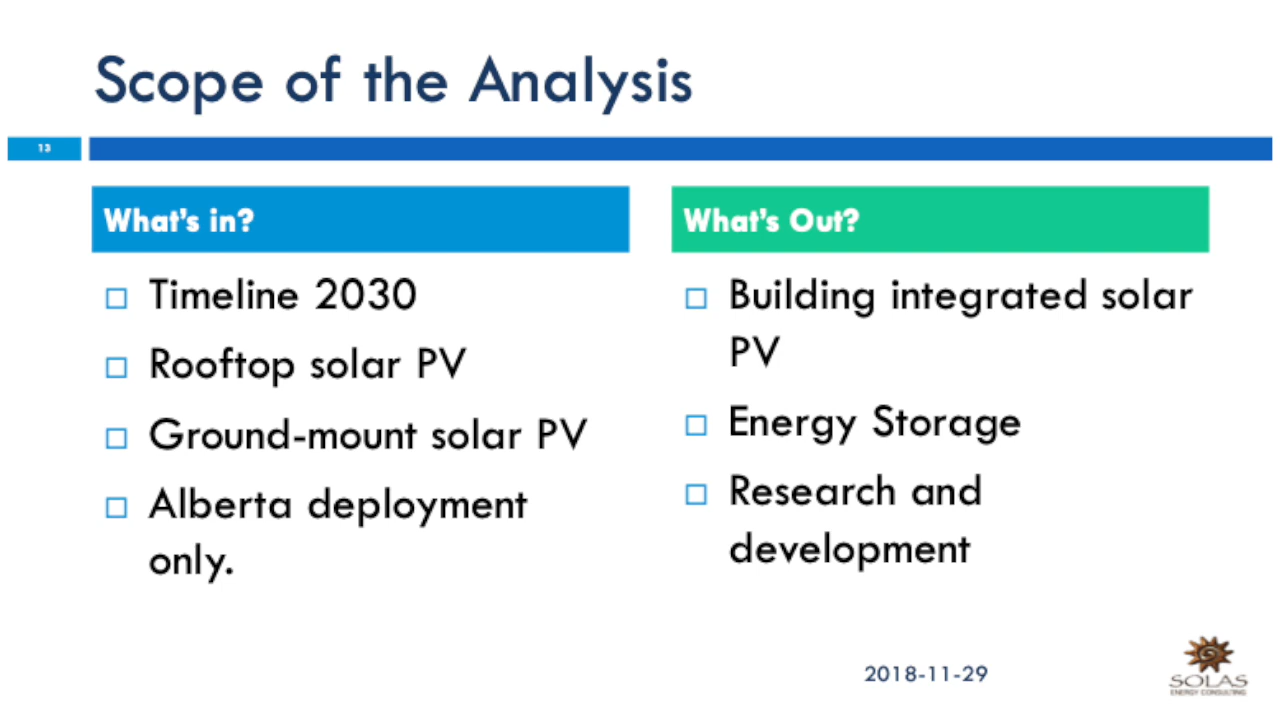 Scope of the Analysis
13
What's in?
Timeline 2030
Rooftop solar PV
Ground-mount solar PV
Alberta deployment
only.
What's Out?
Building integrated solar
PV
Energy Storage
Research and
development
2018-11-29
SOLAS
ENERGY CONSULTING